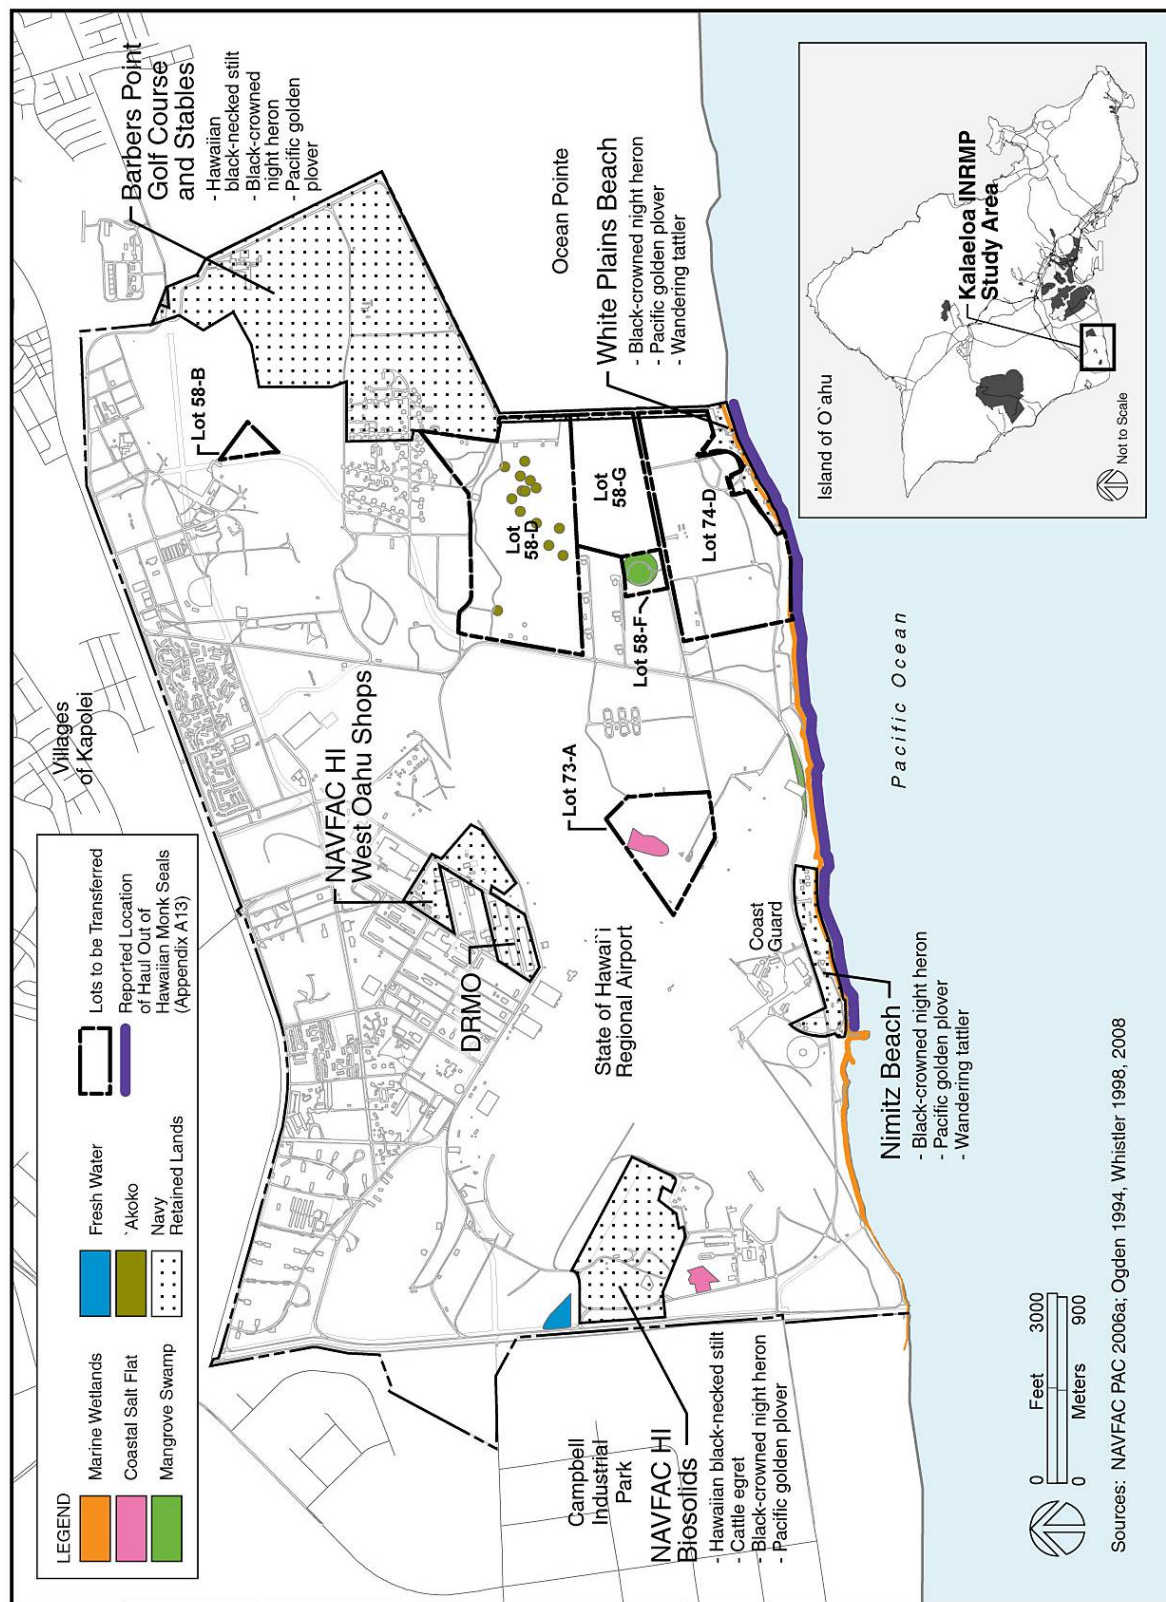 LEGEND
Marine Wetlands
Coastal Salt Flat
Mangrove Swamp
Fresh Water
`Akoko
Navy
Retained Lands
Lots to be Transferred
Reported Location
of Haul Out of
Hawaiian Monk Seals
(Appendix A13)
Villages
of Kapolei
Barbers Point
Golf Course
and Stables
- Hawaiian
black-necked stilt
- Black-crowned
night heron
- Pacific golden
plover
Lot 58-B
NAVFAC HI
West Oahu Shops
DRMO
Lot
58-D
Lot
58-G
Lot 58-F
Lot 74-D
Lot 73-A
Ocean Pointe
White Plains Beach
- Black-crowned night heron
- Pacific golden plover
- Wandering tattler
State of Hawai`i
Regional Airport
Coast
Guard
Nimitz Beach
- Black-crowned night heron
- Pacific golden plover
- Wandering tattler
Campbell
Industrial
Park
NAVFAC HI
Biosolids
- Hawaiian black-necked stilt
- Cattle egret
- Black-crowned night heron
- Pacific golden plover
Pacific Ocean
Island of O`ahu
Kalaeloa INRMP
Study Area
Not to Scale
0 Feet 3000
0 Meters 900
Sources: NAVFAC PAC 2006a; Ogden 1994, Whistler 1998, 2008